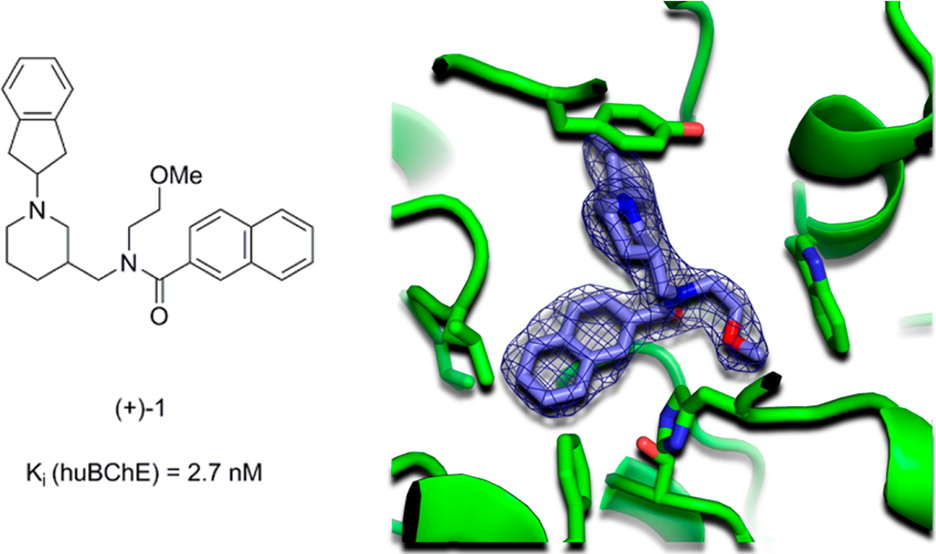 OMe
N
N
O
(+)-1
Ki (huBChE) = 2.7 nM